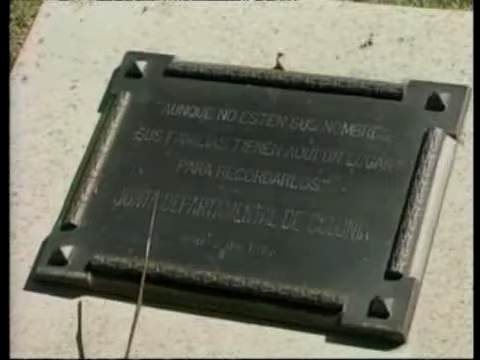 "AUNQUE NO ESTEN SUS NOMBRES
SUS FAMILIAS TIENEN AQUI UN LUGAR
PARA RECORDARLOS"
JUNTA DEPARTAMENTAL DE COLONIA